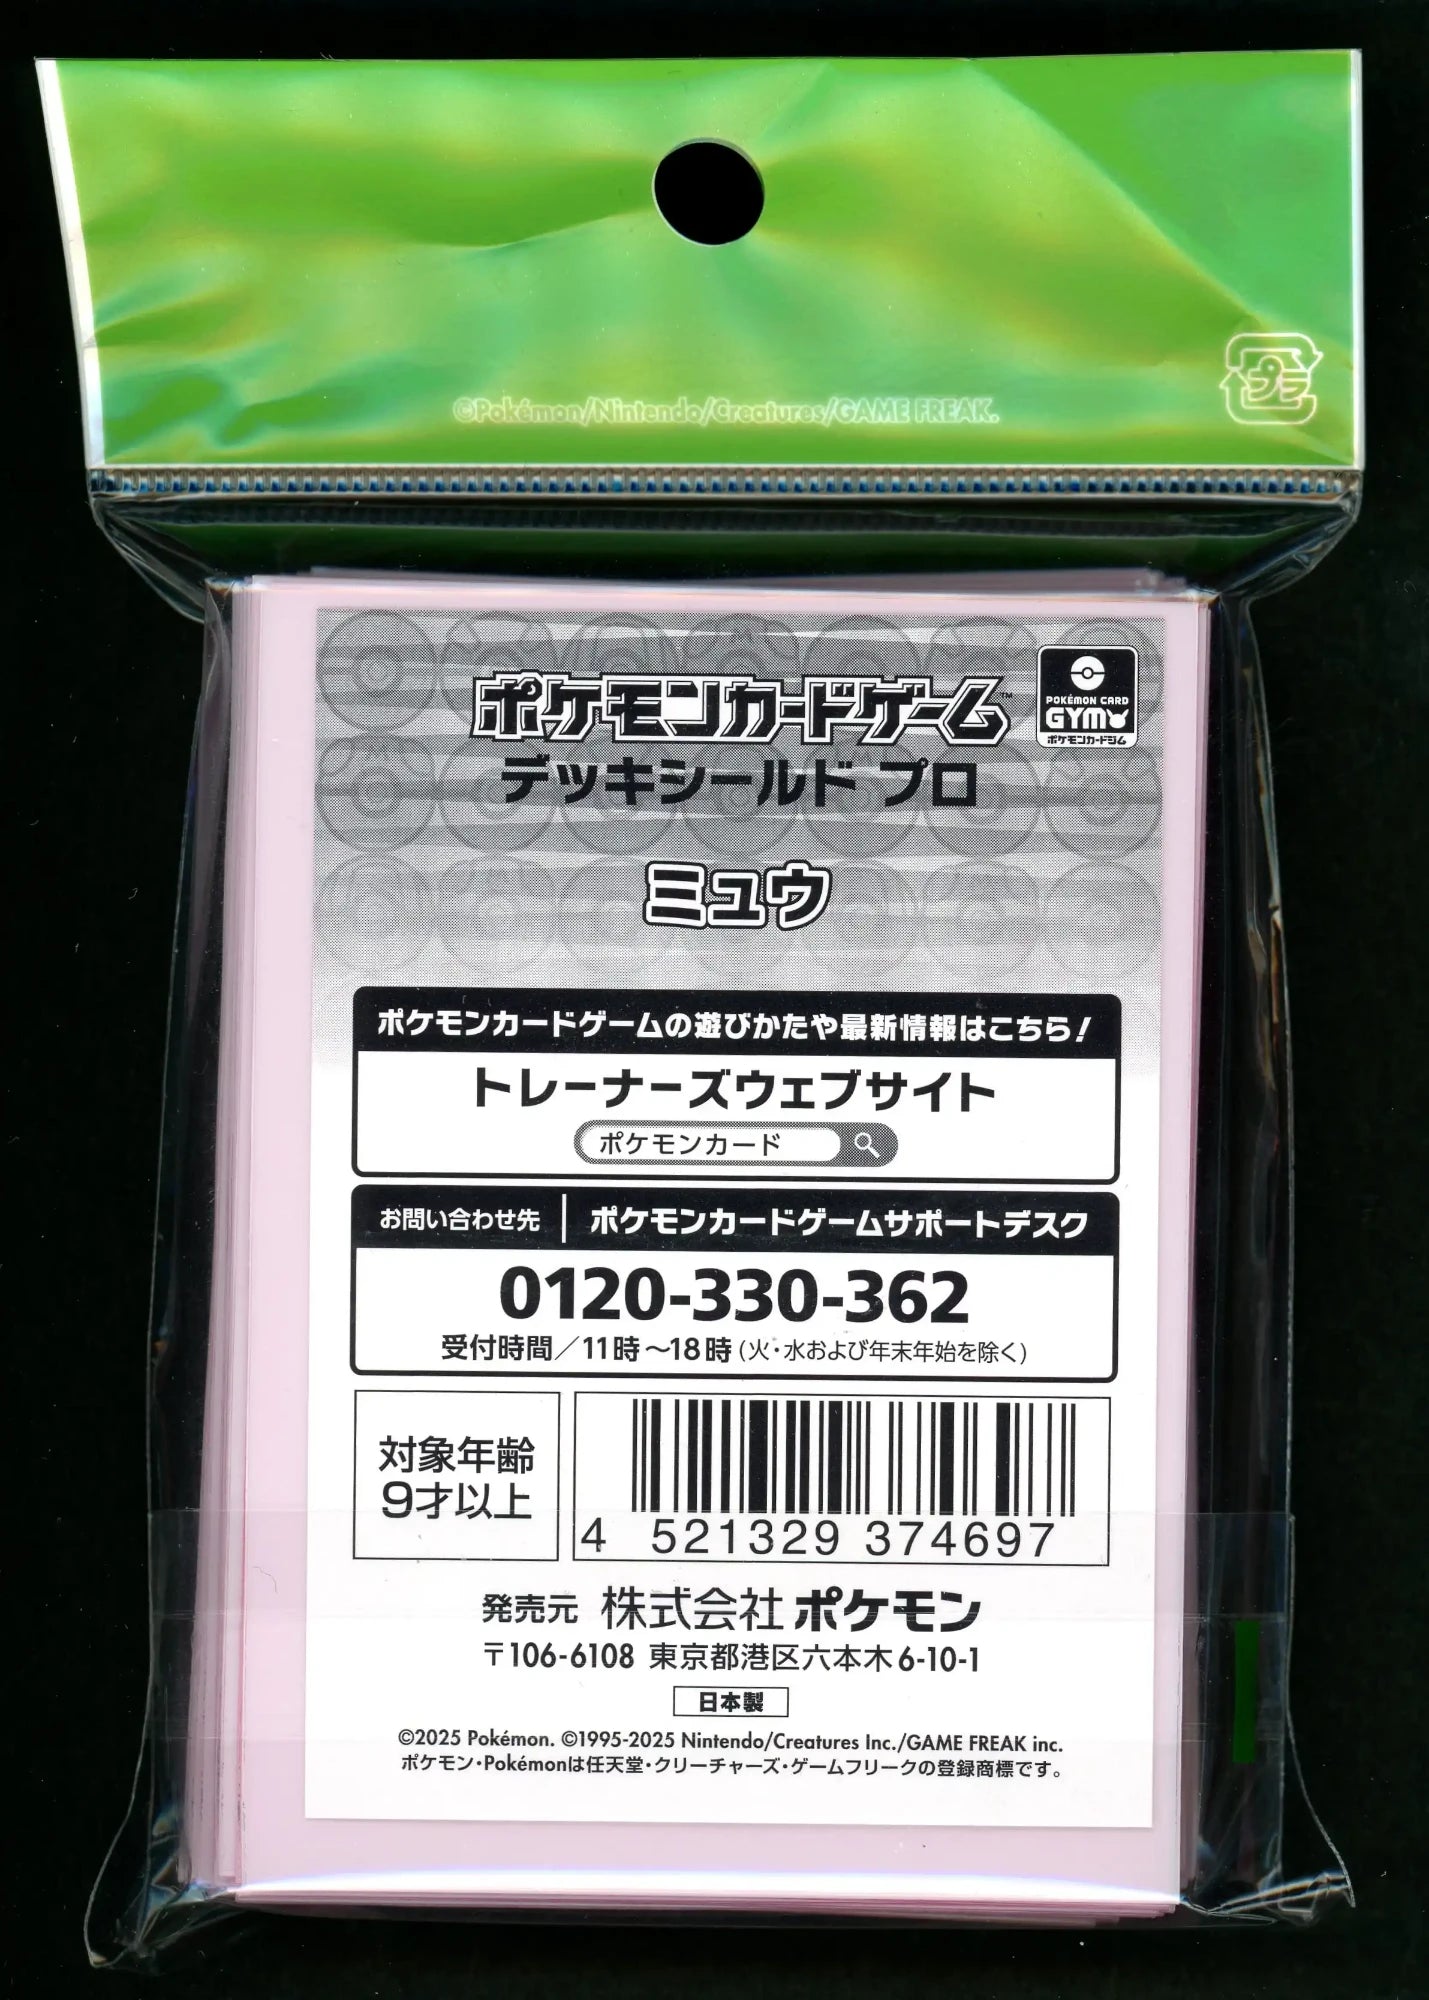 ©Pokémon/Nintendo/Creatures/GAME FREAK.
プラ
ポケモンカードゲーム™
POKÉMON CARD
GYM
ポケモンカードジム
デッキシールド プロ
ミュウ
ポケモンカードゲームの遊びかたや最新情報はこちら!
トレーナーズウェブサイト
ポケモンカード
お問い合わせ先 ポケモンカードゲームサポートデスク
0120-330-362
受付時間/11時〜18時(火・水および年末年始を除く)
対象年齢
9才以上
4 521329 374697
発売元 株式会社ポケモン
〒106-6108 東京都港区六本木6-10-1
日本製
©2025 Pokémon. ©1995-2025 Nintendo/Creatures Inc./GAME FREAK inc.
ポケモン・Pokémonは任天堂・クリーチャーズ・ゲームフリークの登録商標です。